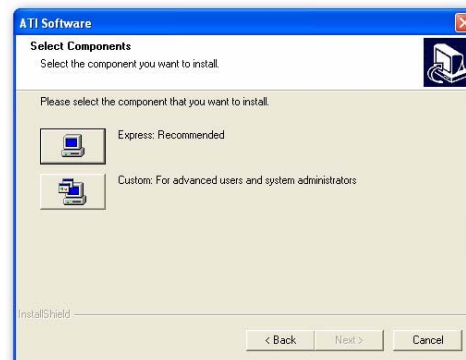 ATI Software
Select Components
Select the component you want to install.
Please select the component that you want to install.
Express: Recommended
Custom: For advanced users and system administrators
InstallShield
< Back Next > Cancel